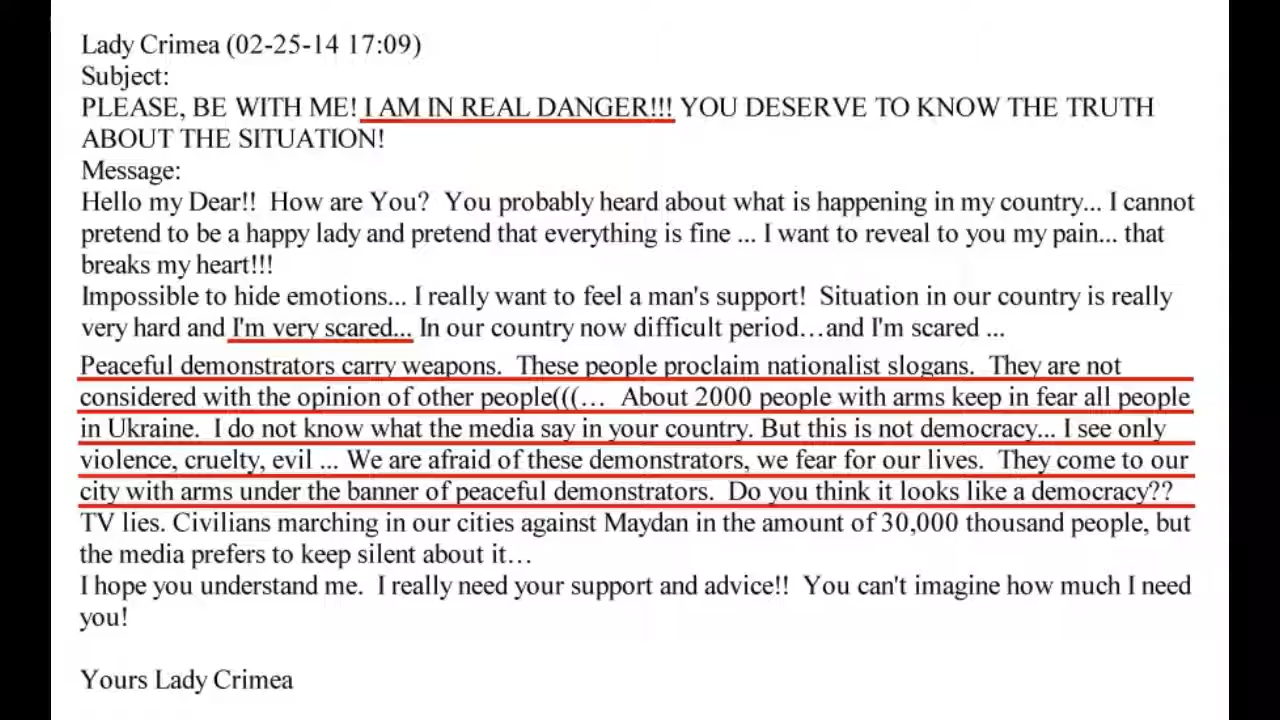 Lady Crimea (02-25-14 17:09)
Subject:
PLEASE, BE WITH ME! I AM IN REAL DANGER!!! YOU DESERVE TO KNOW THE TRUTH
ABOUT THE SITUATION!
Message:
Hello my Dear!!  How are You?  You probably heard about what is happening in my country... I cannot
pretend to be a happy lady and pretend that everything is fine ... I want to reveal to you my pain... that
breaks my heart!!!
Impossible to hide emotions... I really want to feel a man's support!  Situation in our country is really
very hard and I'm very scared... In our country now difficult period…and I'm scared ...
Peaceful demonstrators carry weapons.  These people proclaim nationalist slogans.  They are not
considered with the opinion of other people(((…  About 2000 people with arms keep in fear all people
in Ukraine.  I do not know what the media say in your country. But this is not democracy... I see only
violence, cruelty, evil ... We are afraid of these demonstrators, we fear for our lives.  They come to our
city with arms under the banner of peaceful demonstrators.  Do you think it looks like a democracy??
TV lies. Civilians marching in our cities against Maydan in the amount of 30,000 thousand people, but
the media prefers to keep silent about it…
I hope you understand me.  I really need your support and advice!!  You can't imagine how much I need
you!
Yours Lady Crimea